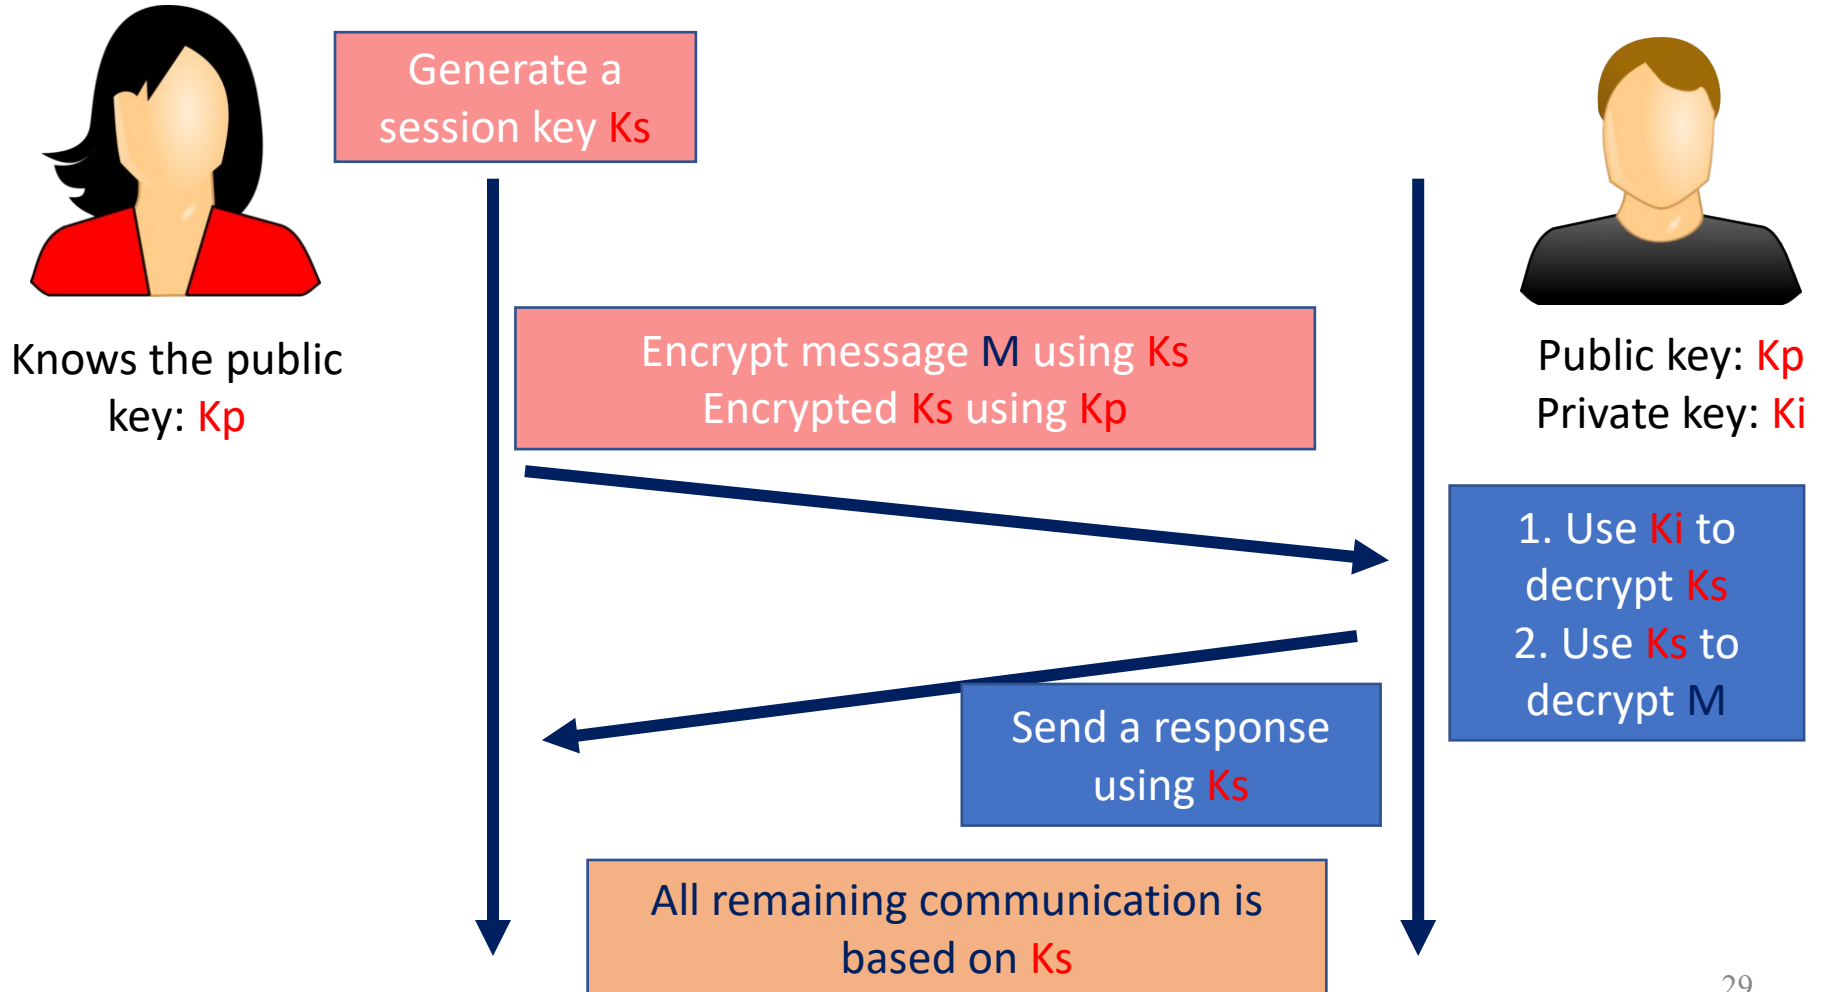 Generate a
session key Ks
Knows the public
key: Kp
Encrypt message M using Ks
Encrypted Ks using Kp
Public key: Kp
Private key: Ki
1. Use Ki to
decrypt Ks
2. Use Ks to
decrypt M
Send a response
using Ks
All remaining communication is
based on Ks
29